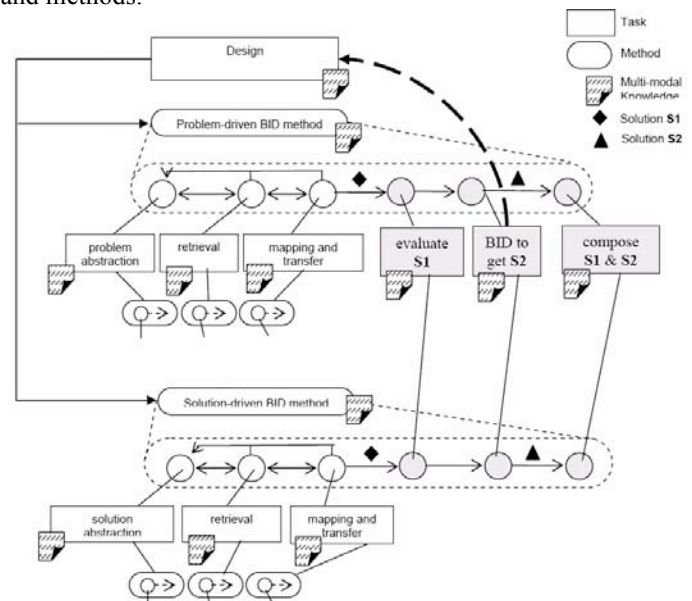 and methods.
Task
Method
Multi-modal
Knowledge
Solution S1
Solution S2
Design
Problem-driven BID method
problem
abstraction
retrieval
mapping and
transfer
evaluate
S1
BID to
get S2
compose
S1 & S2
Solution-driven BID method
solution
abstraction
retrieval
mapping and
transfer